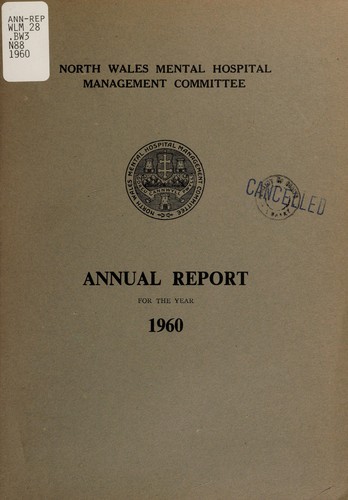 ANN-REP
WLM 28
.BW3
N88
1960
NORTH WALES MENTAL HOSPITAL
MANAGEMENT COMMITTEE
NORTH WALES MENTAL HOSPITAL MANAGEMENT COMMITTEE
CANCELLED
ANNUAL REPORT
FOR THE YEAR
1960